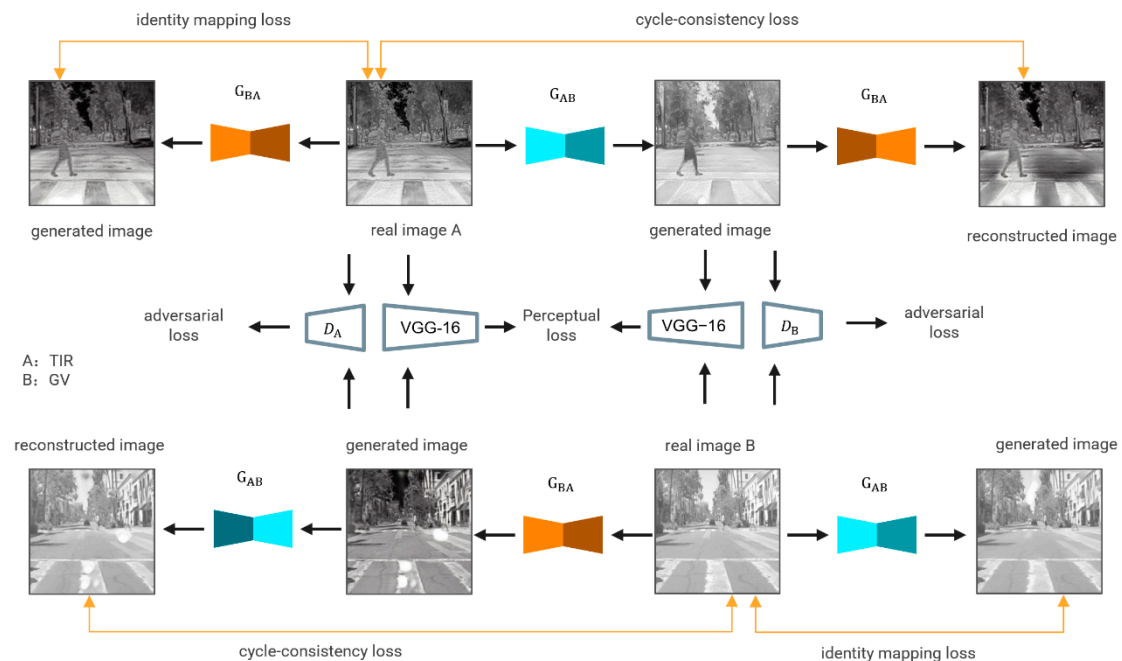 identity mapping loss
cycle-consistency loss
G_BA
G_AB
G_BA
generated image
real image A
generated image
reconstructed image
adversarial
loss
D_A
VGG-16
Perceptual
loss
VGG−16
D_B
adversarial
loss
A：TIR
B：GV
reconstructed image
generated image
real image B
generated image
G_AB
G_BA
G_AB
cycle-consistency loss
identity mapping loss